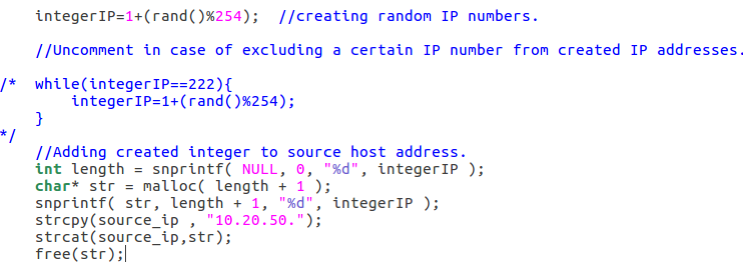 integerIP=1+(rand()%254);  //creating random IP numbers.
//Uncomment in case of excluding a certain IP number from created IP addresses.
/*  while(integerIP==222){
integerIP=1+(rand()%254);
}
*/
//Adding created integer to source host address.
int length = snprintf( NULL, 0, "%d", integerIP );
char* str = malloc( length + 1 );
snprintf( str, length + 1, "%d", integerIP );
strcpy(source_ip , "10.20.50.");
strcat(source_ip,str);
free(str);